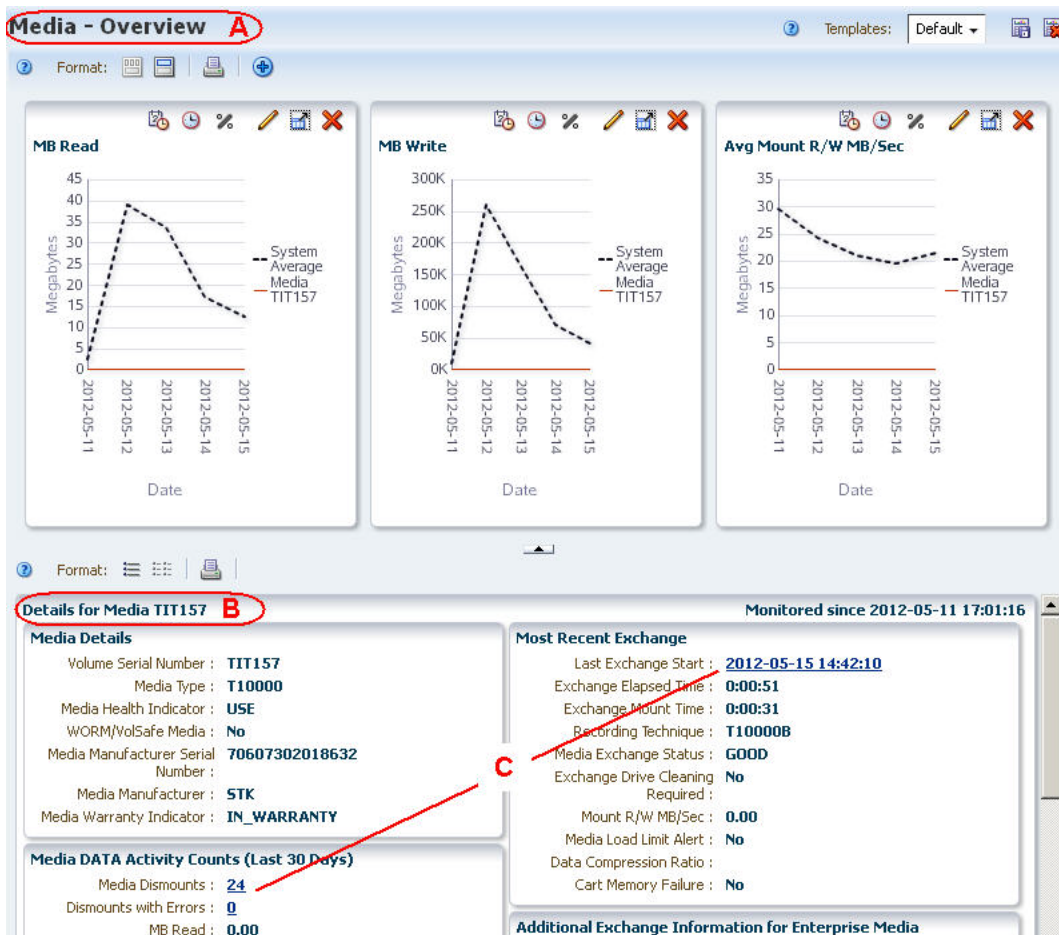 Media - Overview A
Templates: Default
Format:
MB Read
45
40
35
30
25
20
15
10
5
0
Megabytes
System Average
Media TIT157
2012-05-11
2012-05-12
2012-05-13
2012-05-14
2012-05-15
Date
MB Write
300K
250K
200K
150K
100K
50K
0K
Megabytes
System Average
Media TIT157
2012-05-11
2012-05-12
2012-05-13
2012-05-14
2012-05-15
Date
Avg Mount R/W MB/Sec
35
30
25
20
15
10
5
0
Megabytes
System Average
Media TIT157
2012-05-11
2012-05-12
2012-05-13
2012-05-14
2012-05-15
Date
Format:
Details for Media TIT157 B
Monitored since 2012-05-11 17:01:16
Media Details
Volume Serial Number : TIT157
Media Type : T10000
Media Health Indicator : USE
WORM/VolSafe Media : No
Media Manufacturer Serial Number : 70607302018632
Media Manufacturer : STK
Media Warranty Indicator : IN_WARRANTY
Media DATA Activity Counts (Last 30 Days)
Media Dismounts : 24
Dismounts with Errors : 0
MB Read : 0.00
C
Most Recent Exchange
Last Exchange Start : 2012-05-15 14:42:10
Exchange Elapsed Time : 0:00:51
Exchange Mount Time : 0:00:31
Recording Technique : T10000B
Media Exchange Status : GOOD
Exchange Drive Cleaning Required : No
Mount R/W MB/Sec : 0.00
Media Load Limit Alert : No
Data Compression Ratio :
Cart Memory Failure : No
Additional Exchange Information for Enterprise Media